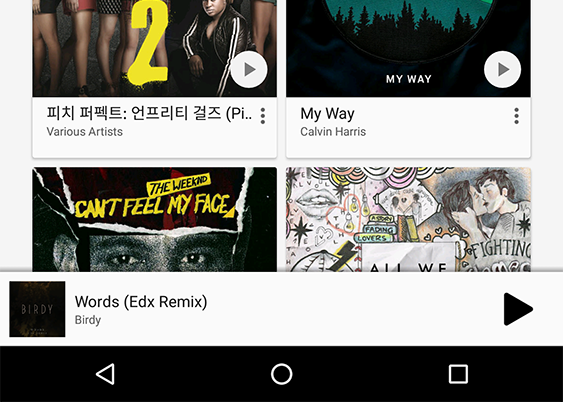 2
MY WAY
피치 퍼펙트: 언프리티 걸즈 (Pi..
Various Artists
My Way
Calvin Harris
THE WEEKND
CAN'T FEEL MY FACE
FADING
LOVERS
FIGHTING
ALL WE
BIRDY
Words (Edx Remix)
Birdy